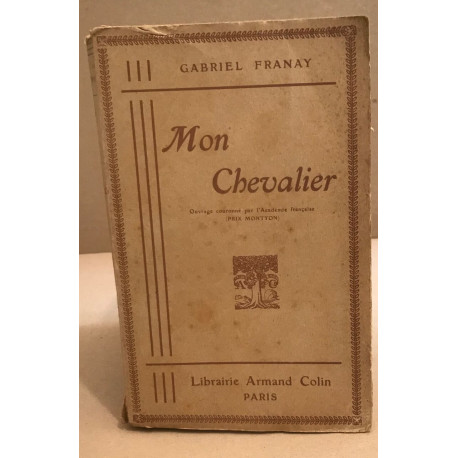 GABRIEL FRANAY
Mon
Chevalier
Ouvrage couronné par l'Académie française
(PRIX MONTYON)
Librairie Armand Colin
PARIS